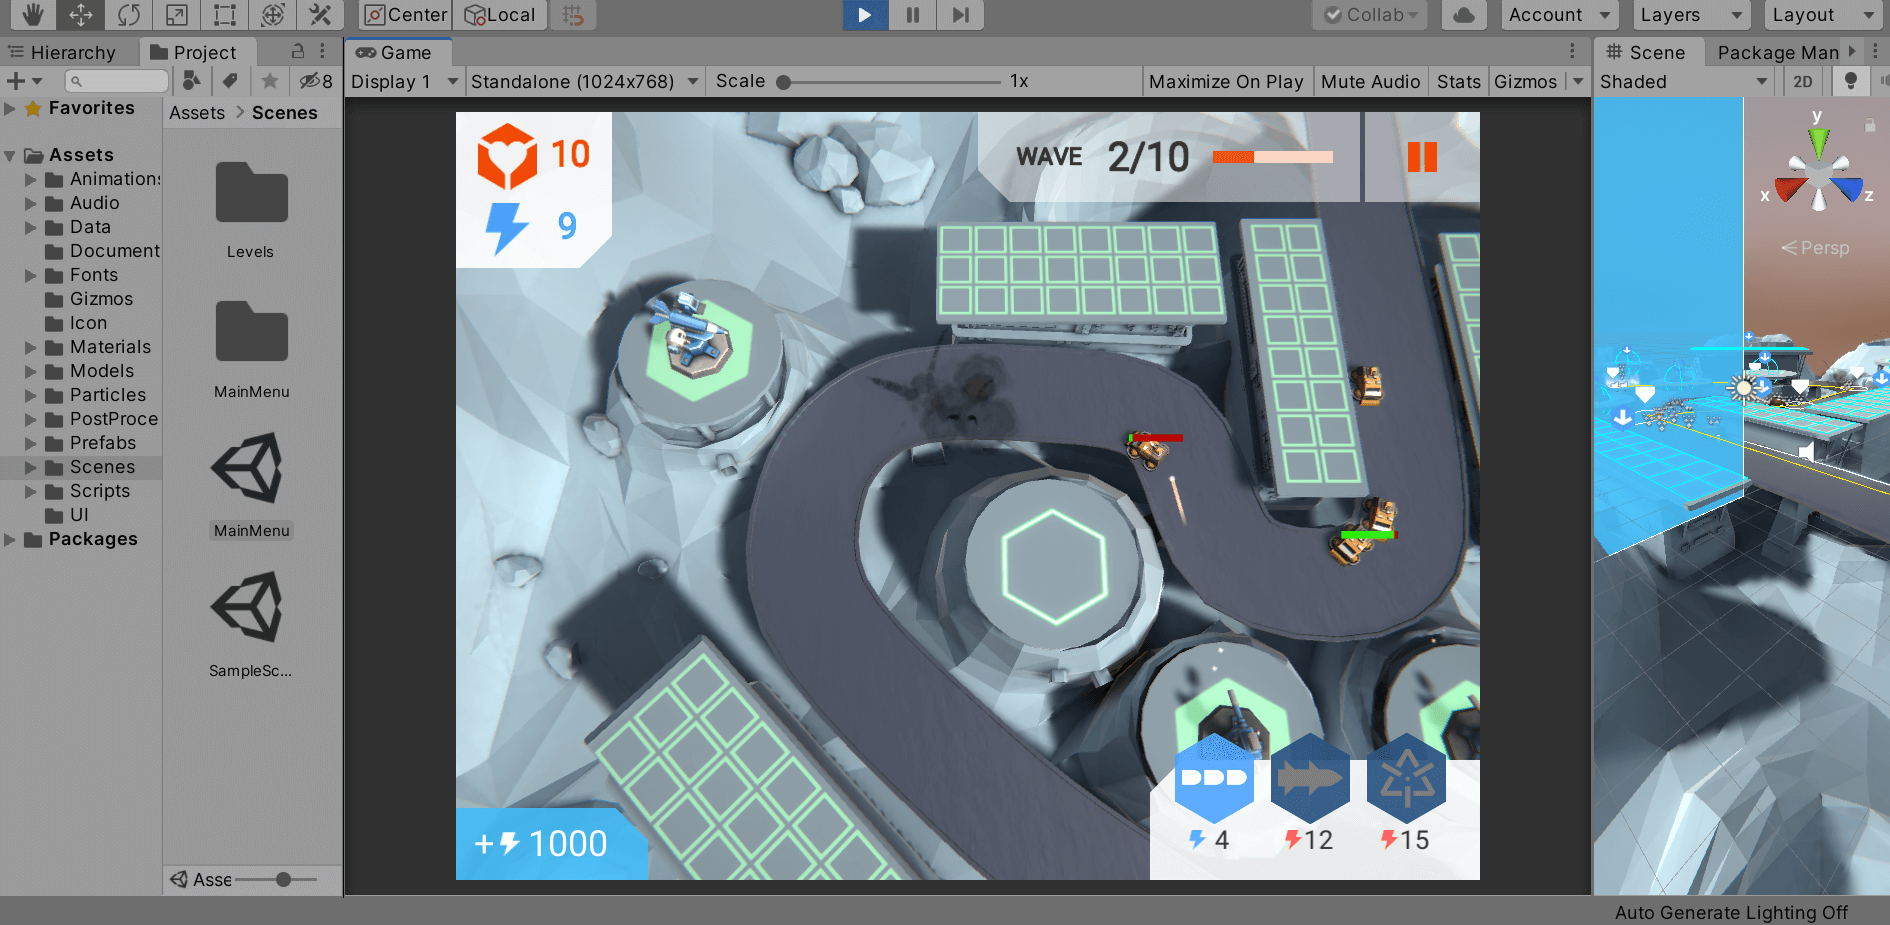 Center Local Collab Account Layers Layout
Hierarchy Project Game Scene Package Man
8 Display 1 Standalone (1024x768) Scale 1x Maximize On Play Mute Audio Stats Gizmos Shaded 2D
Favorites
Assets > Scenes
Assets
Animations
Audio
Data
Document
Fonts
Gizmos
Icon
Materials
Models
Particles
PostProce
Prefabs
Scenes
Scripts
UI
Packages
Levels
MainMenu
MainMenu
SampleSc...
Asse
10
9
WAVE 2/10
+ 1000
4 12 15
y
x z
Persp
Auto Generate Lighting Off